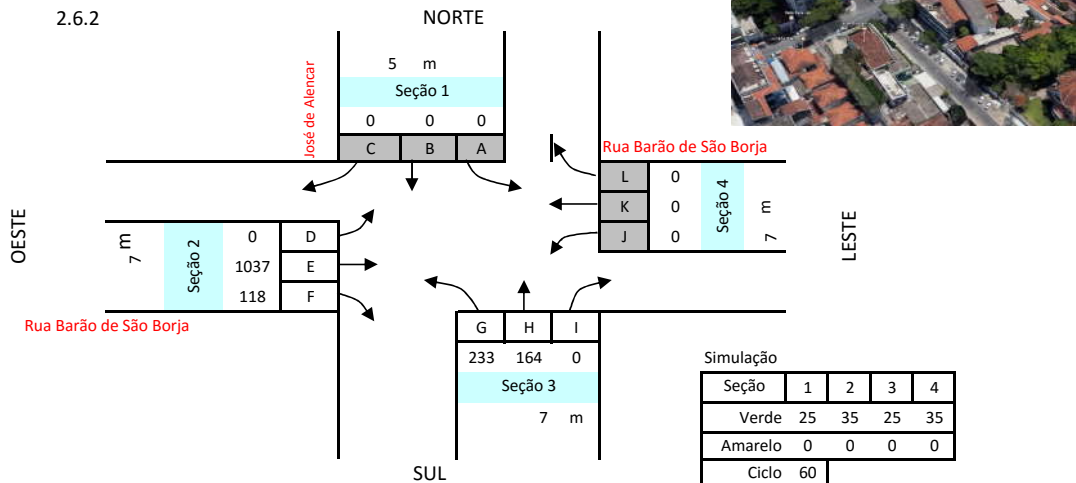 2.6.2
NORTE
José de Alencar
5 m
Seção 1
0 0 0
C B A
Rua Barão de São Borja
L 0
K 0
J 0
Seção 4
7 m
LESTE
OESTE
7 m
Seção 2
0 D
1037 E
118 F
Rua Barão de São Borja
G H I
233 164 0
Seção 3
7 m
SUL
Simulação
Seção 1 2 3 4
Verde 25 35 25 35
Amarelo 0 0 0 0
Ciclo 60